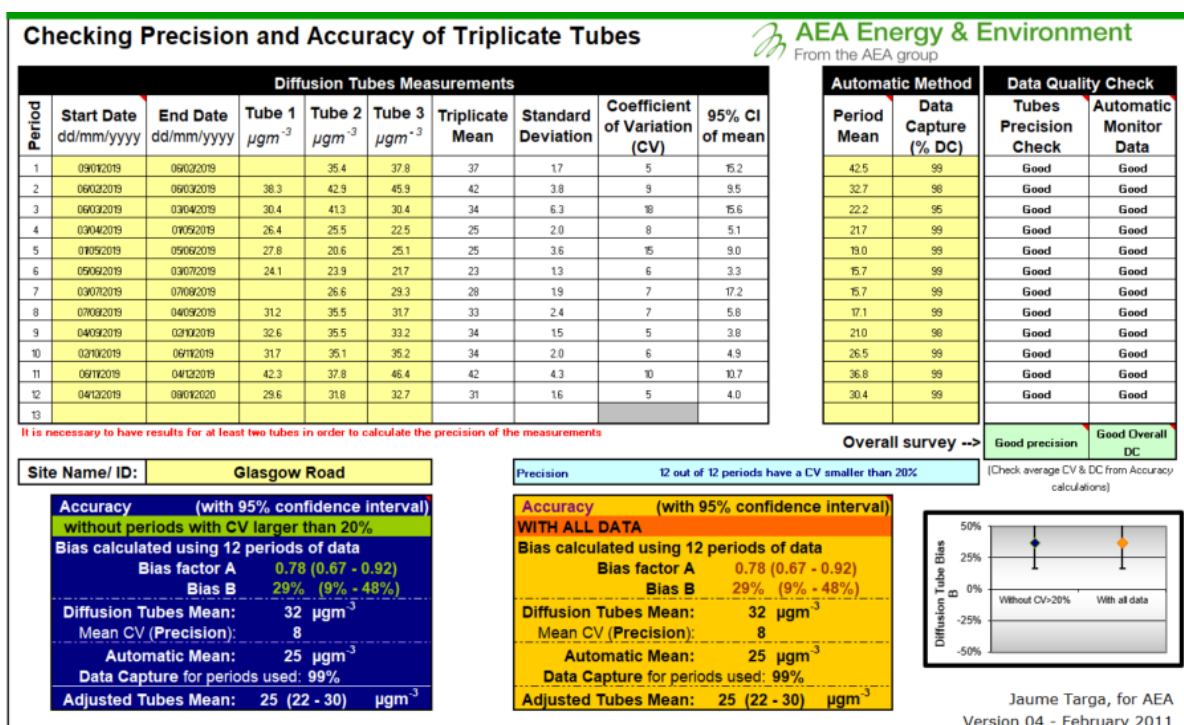 Checking Precision and Accuracy of Triplicate Tubes
AEA Energy & Environment
From the AEA group
Diffusion Tubes Measurements
Automatic Method Data Quality Check
Period Start Date dd/mm/yyyy End Date dd/mm/yyyy Tube 1 µgm-3 Tube 2 µgm-3 Tube 3 µgm-3 Triplicate Mean Standard Deviation Coefficient of Variation (CV) 95% CI of mean Period Mean Data Capture (% DC) Tubes Precision Check Automatic Monitor Data
1 09/01/2019 06/02/2019 35.4 37.8 37 1.7 5 15.2 42.5 99 Good Good
2 06/02/2019 06/03/2019 38.3 42.9 45.9 42 3.8 9 9.5 32.7 98 Good Good
3 06/03/2019 03/04/2019 30.4 41.3 30.4 34 6.3 18 15.6 22.2 95 Good Good
4 03/04/2019 01/05/2019 26.4 25.5 22.5 25 2.0 8 5.1 21.7 99 Good Good
5 01/05/2019 05/06/2019 27.8 20.6 25.1 25 3.6 15 9.0 19.0 99 Good Good
6 05/06/2019 03/07/2019 24.1 23.9 21.7 23 1.3 6 3.3 15.7 99 Good Good
7 03/07/2019 07/08/2019 26.6 29.3 28 1.9 7 17.2 15.7 99 Good Good
8 07/08/2019 04/09/2019 31.2 35.5 31.7 33 2.4 7 5.8 17.1 99 Good Good
9 04/09/2019 02/10/2019 32.6 35.5 33.2 34 1.5 5 3.8 21.0 98 Good Good
10 02/10/2019 06/11/2019 31.7 35.1 35.2 34 2.0 6 4.9 26.5 99 Good Good
11 06/11/2019 04/12/2019 42.3 37.8 46.4 42 4.3 10 10.7 36.8 99 Good Good
12 04/12/2019 08/01/2020 29.6 31.8 32.7 31 1.6 5 4.0 30.4 99 Good Good
13
It is necessary to have results for at least two tubes in order to calculate the precision of the measurements
Overall survey --> Good precision Good Overall DC
Site Name/ ID: Glasgow Road
Precision 12 out of 12 periods have a CV smaller than 20%
(Check average CV & DC from Accuracy calculations)
Accuracy (with 95% confidence interval)
without periods with CV larger than 20%
Bias calculated using 12 periods of data
Bias factor A 0.78 (0.67 - 0.92)
Bias B 29% (9% - 48%)
Diffusion Tubes Mean: 32 µgm-3
Mean CV (Precision): 8
Automatic Mean: 25 µgm-3
Data Capture for periods used: 99%
Adjusted Tubes Mean: 25 (22 - 30) µgm-3
Accuracy (with 95% confidence interval)
WITH ALL DATA
Bias calculated using 12 periods of data
Bias factor A 0.78 (0.67 - 0.92)
Bias B 29% (9% - 48%)
Diffusion Tubes Mean: 32 µgm-3
Mean CV (Precision): 8
Automatic Mean: 25 µgm-3
Data Capture for periods used: 99%
Adjusted Tubes Mean: 25 (22 - 30) µgm-3
Diffusion Tube Bias B
50%
25%
0%
-25%
-50%
Without CV>20% With all data
Jaume Targa, for AEA
Version 04 - February 2011